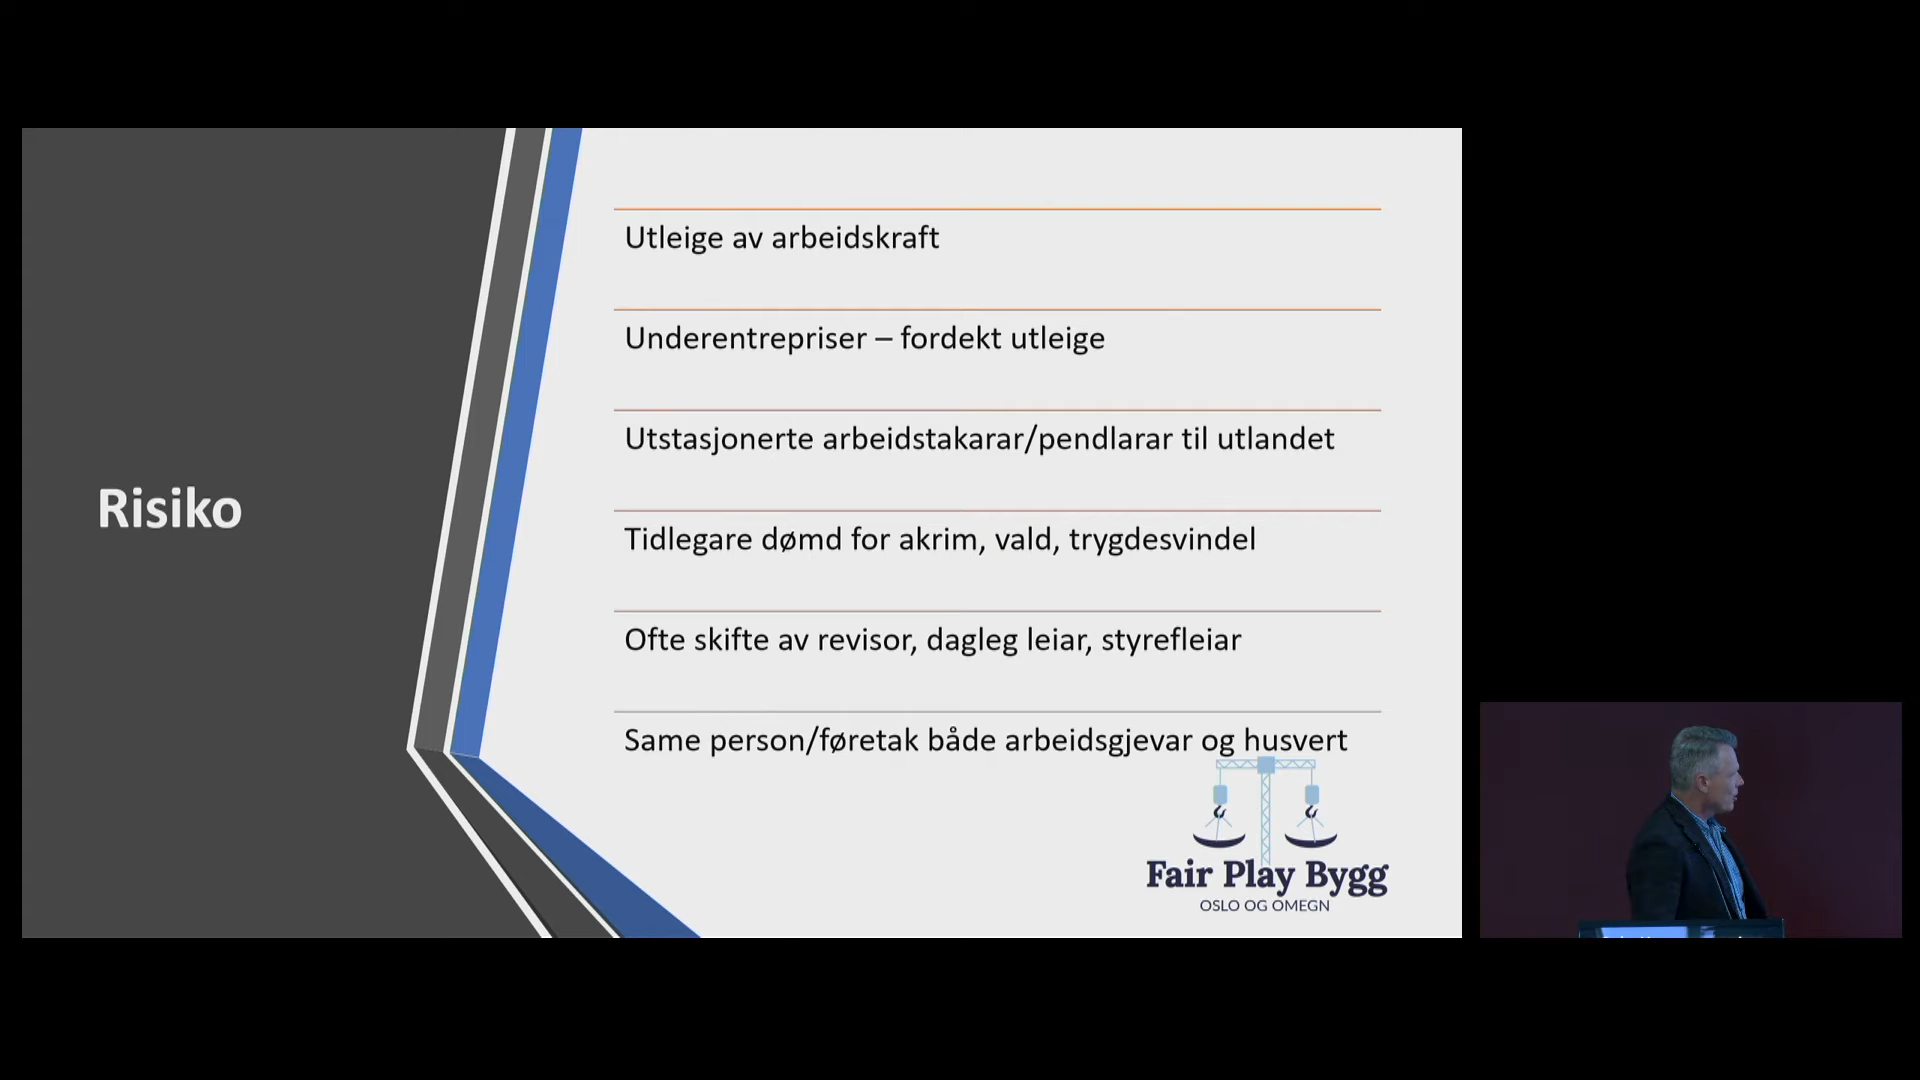 Risiko
Utleige av arbeidskraft
Underentrepriser – fordekt utleige
Utstasjonerte arbeidstakarar/pendlarar til utlandet
Tidlegare dømd for akrim, vald, trygdesvindel
Ofte skifte av revisor, dagleg leiar, styrefleiar
Same person/føretak både arbeidsgjevar og husvert
Fair Play Bygg
OSLO OG OMEGN